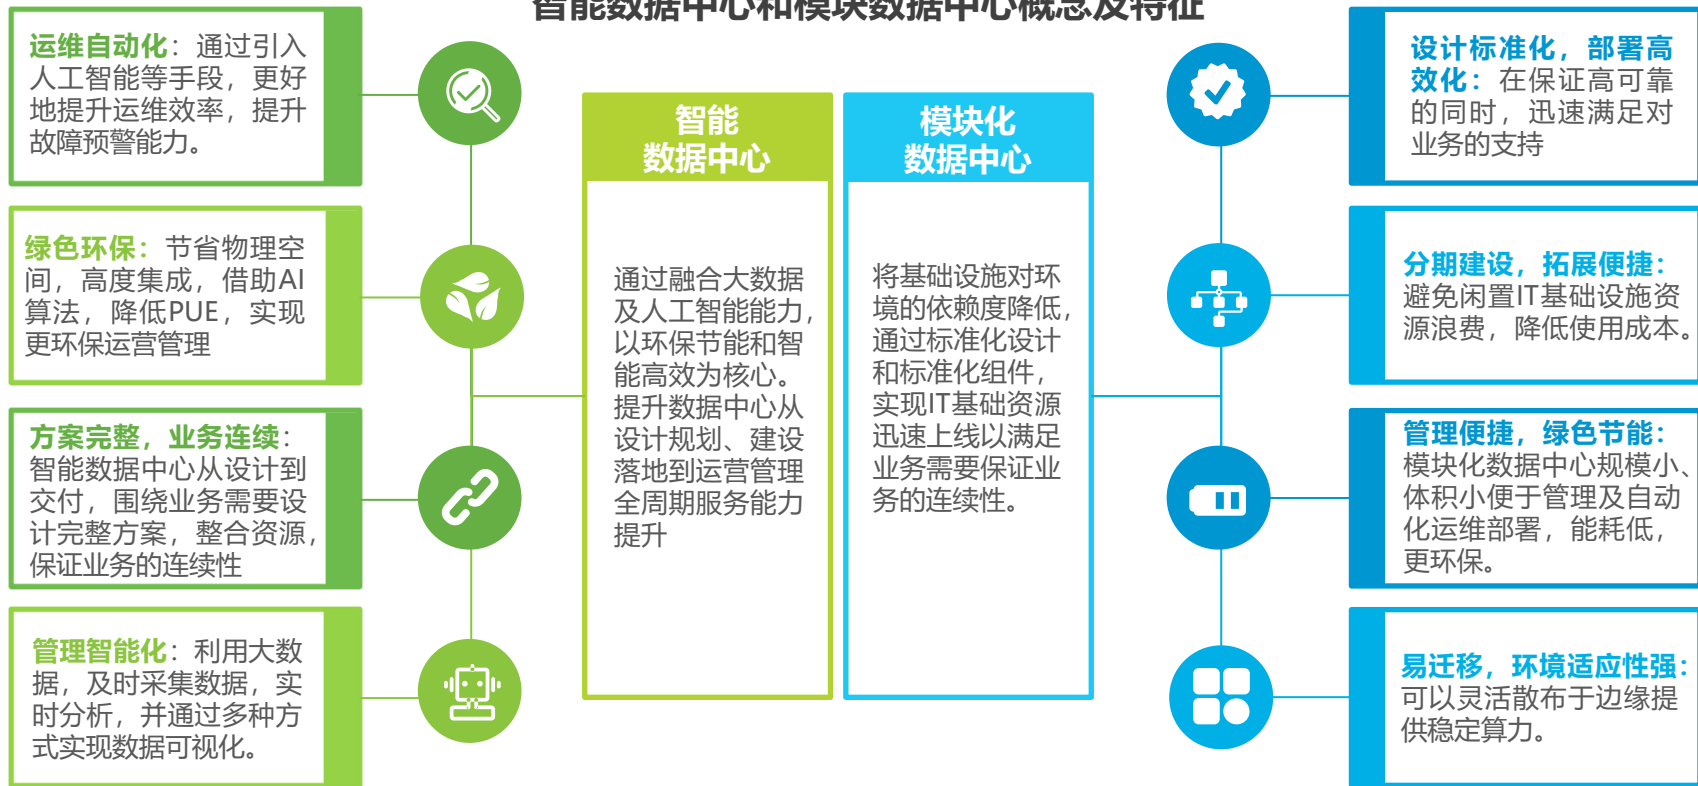 智能数据中心和模块数据中心概念及特征
运维自动化：通过引入
人工智能等手段，更好
地提升运维效率，提升
故障预警能力。
绿色环保：节省物理空
间，高度集成，借助AI
算法，降低PUE，实现
更环保运营管理
方案完整，业务连续：
智能数据中心从设计到
交付，围绕业务需要设
计完整方案，整合资源，
保证业务的连续性
管理智能化：利用大数
据，及时采集数据，实
时分析，并通过多种方
式实现数据可视化。
智能
数据中心
通过融合大数据
及人工智能能力，
以环保节能和智
能高效为核心。
提升数据中心从
设计规划、建设
落地到运营管理
全周期服务能力
提升
模块化
数据中心
将基础设施对环
境的依赖度降低，
通过标准化设计
和标准化组件，
实现IT基础资源
迅速上线以满足
业务需要保证业
务的连续性。
设计标准化，部署高
效化：在保证高可靠
的同时，迅速满足对
业务的支持
分期建设，拓展便捷：
避免闲置IT基础设施资
源浪费，降低使用成本。
管理便捷，绿色节能：
模块化数据中心规模小、
体积小便于管理及自动
化运维部署，能耗低，
更环保。
易迁移，环境适应性强：
可以灵活散布于边缘提
供稳定算力。